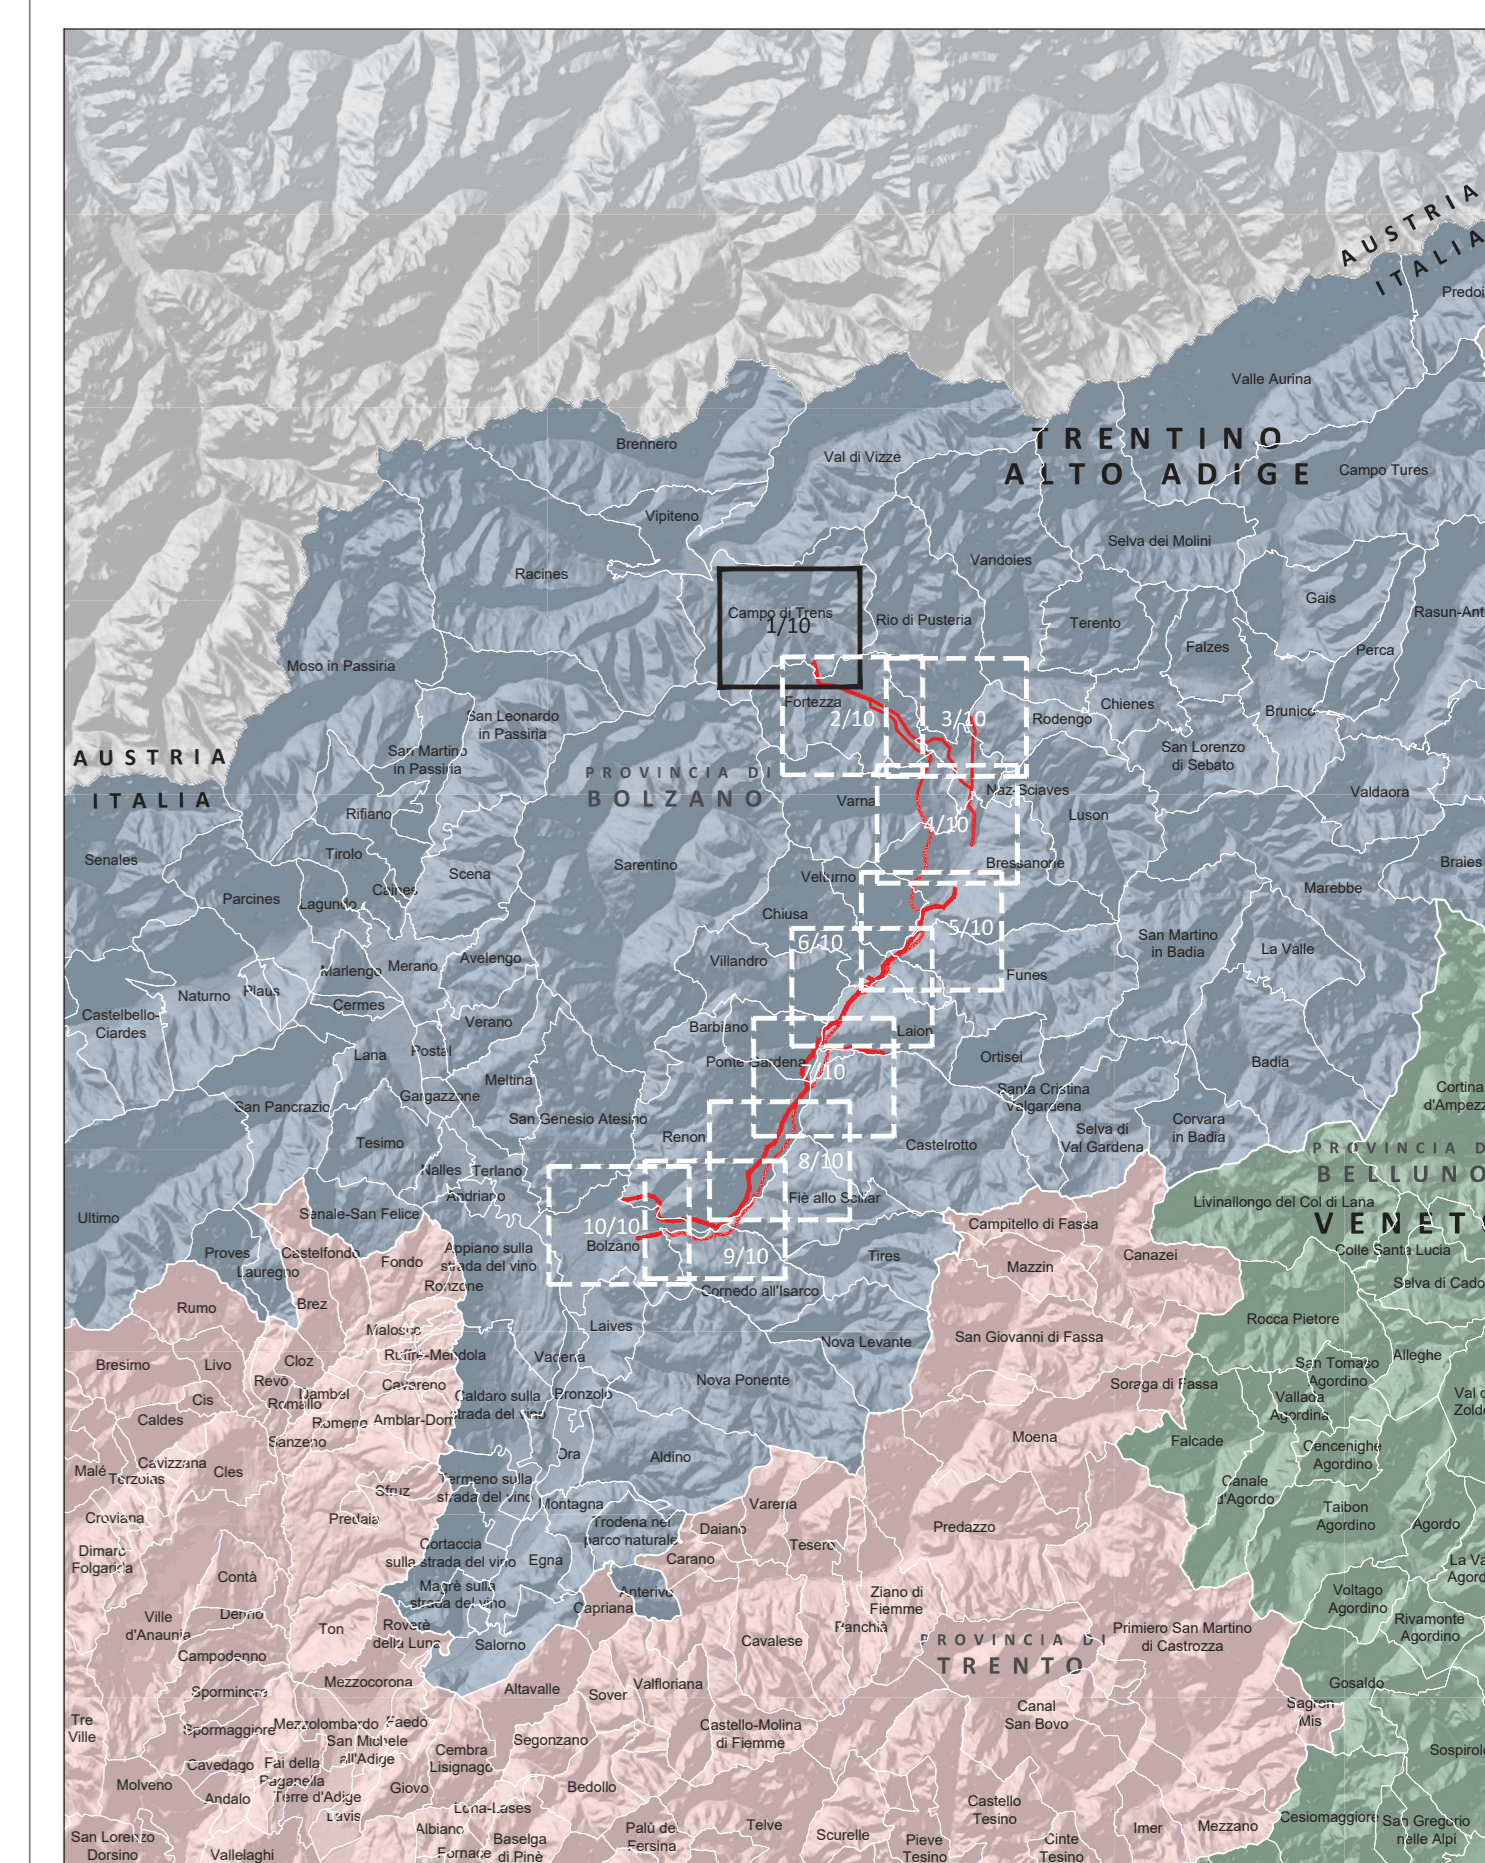 AUSTRIA
ITALIA
Predoi
Valle Aurina
TRENTINO
ALTO ADIGE
Brennero
Val di Vizze
Campo Tures
Vipiteno
Selva dei Molini
Vandoies
Racines
Gais
Campo di Trens
1/10
Rio di Pusteria
Terento
Rasun-Ant
Falzes
Perca
Moso in Passiria
Fortezza
2/10
3/10
Rodengo
Chienes
Brunico
San Leonardo
in Passiria
San Martino
in Passiria
San Lorenzo
di Sebato
AUSTRIA
ITALIA
PROVINCIA DI
BOLZANO
Varna
Naz-Sciaves
Valdaora
Rifiano
4/10
Luson
Tirolo
Senales
Sarentino
Bressanone
Braies
Scena
Velturno
Caines
Marebbe
Parcines
Lagundo
Chiusa
5/10
6/10
San Martino
in Badia
La Valle
Avelengo
Villandro
Marlengo
Merano
Funes
Naturno
Plaus
Cermes
Castelbello-
Ciardes
Verano
Barbiano
Laion
Lana
Postal
Ponte Gardena
7/10
Ortisei
Badia
Meltina
Gargazzone
Santa Cristina
Valgardena
Cortina
d'Ampezz
San Pancrazio
San Genesio Atesino
Corvara
in Badia
Tesimo
Renon
Castelrotto
Selva di
Val Gardena
PROVINCIA D
BELLUNO
8/10
Nalles
Terlano
Andriano
Fiè allo Sciliar
Livinallongo del Col di Lana
Ultimo
Senale-San Felice
10/10
Bolzano
Campitello di Fassa
VENET
Colle Santa Lucia
Proves
Lauregno
Castelfondo
Fondo
Appiano sulla
strada del vino
9/10
Tires
Canazei
Mazzin
Ronzone
Cornedo all'Isarco
Selva di Cado
Rumo
Brez
Laives
Rocca Pietore
Malosco
Nova Levante
San Giovanni di Fassa
Bresimo
Livo
Cloz
Ruffrè-Mendola
Vadena
Alleghe
San Tomaso
Agordino
Revò
Cavareno
Nova Ponente
Soraga di Fassa
Cis
Dambel
Romallo
Caldaro sulla
strada del vino
Bronzolo
Vallada
Agordina
Val d
Zold
Caldes
Romeno
Amblar-Don
Sanzeno
Moena
Falcade
Cencenighe
Agordino
Ora
Aldino
Malé
Terzolas
Cavizzana
Cles
Termeno sulla
strada del vino
Canale
d'Agordo
Sfruz
Montagna
Varena
Taibon
Agordino
Croviana
Predaia
Trodena nel
parco naturale
Daiano
Predazzo
Agordo
Tesero
Dimaro
Folgarida
Cortaccia
sulla strada del vino
Egna
Carano
La Va
Agord
Contà
Magrè sulla
strada del vino
Anterivo
Ziano di
Fiemme
Voltago
Agordino
Capriana
Denno
Ville
d'Anaunia
Ton
Roverè
della Luna
Panchià
Rivamonte
Agordino
Primiero San Martino
di Castrozza
Salorno
Cavalese
PROVINCIA DI
TRENTO
Campodenno
Mezzocorona
Altavalle
Valfloriana
Sover
Gosaldo
Sporminore
Sagron
Mis
Canal
San Bovo
Tre
Ville
Spormaggiore
Mezzolombardo
Faedo
Castello-Molina
di Fiemme
San Michele
all'Adige
Segonzano
Sospirol
Cembra
Lisignago
Cavedago
Fai della
Paganella
Molveno
Giovo
Bedollo
Andalo
Terre d'Adige
Castello
Tesino
Lona-Lases
Lavis
Cesiomaggiore
San Gregorio
nelle Alpi
Albiano
Palù del
Fersina
Telve
Imer
Mezzano
Scurelle
San Lorenzo
Dorsino
Baselga
di Pinè
Pieve
Tesino
Cinte
Tesino
Fornace
Vallelaghi